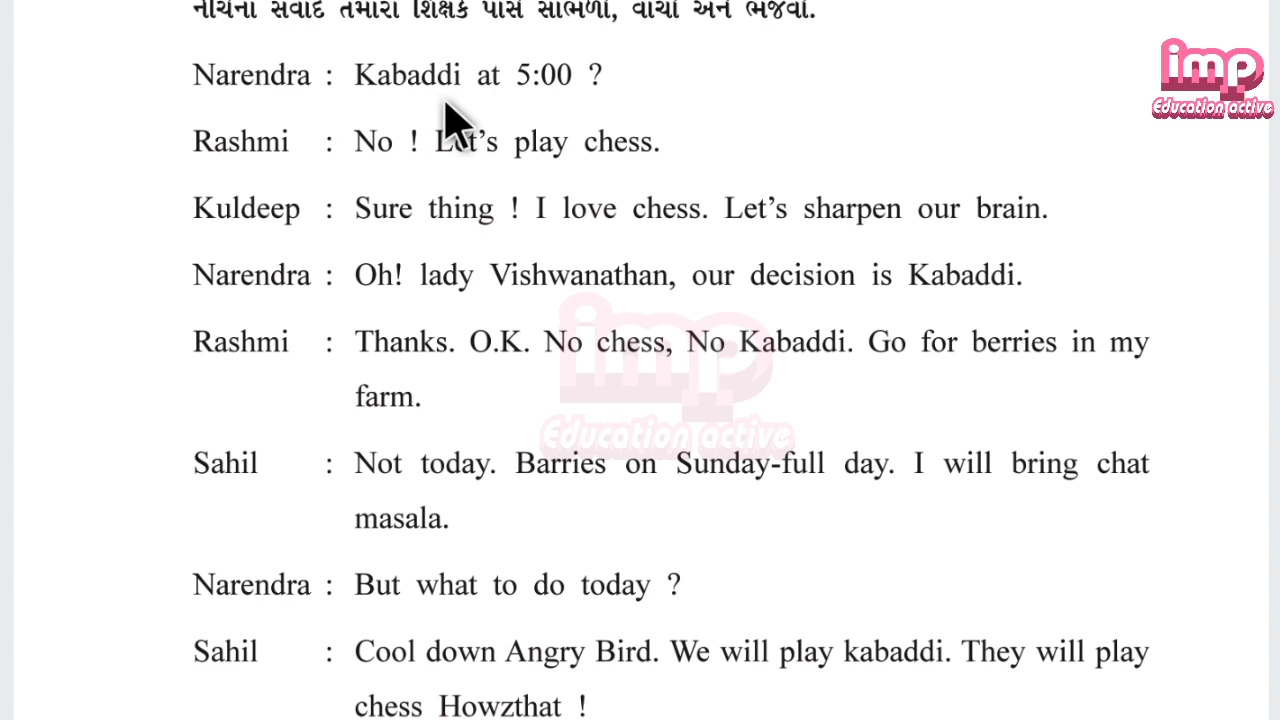 નીચેના સંવાદ તમારા શિક્ષક પાસે સાંભળો, વાંચો અને ભજવો.
Narendra : Kabaddi at 5:00 ?
Rashmi : No ! Let's play chess.
Kuldeep : Sure thing ! I love chess. Let's sharpen our brain.
Narendra : Oh! lady Vishwanathan, our decision is Kabaddi.
Rashmi : Thanks. O.K. No chess, No Kabaddi. Go for berries in my
farm.
Sahil : Not today. Barries on Sunday-full day. I will bring chat
masala.
Narendra : But what to do today ?
Sahil : Cool down Angry Bird. We will play kabaddi. They will play
chess Howzthat !
imp
Education active
imp
Education active